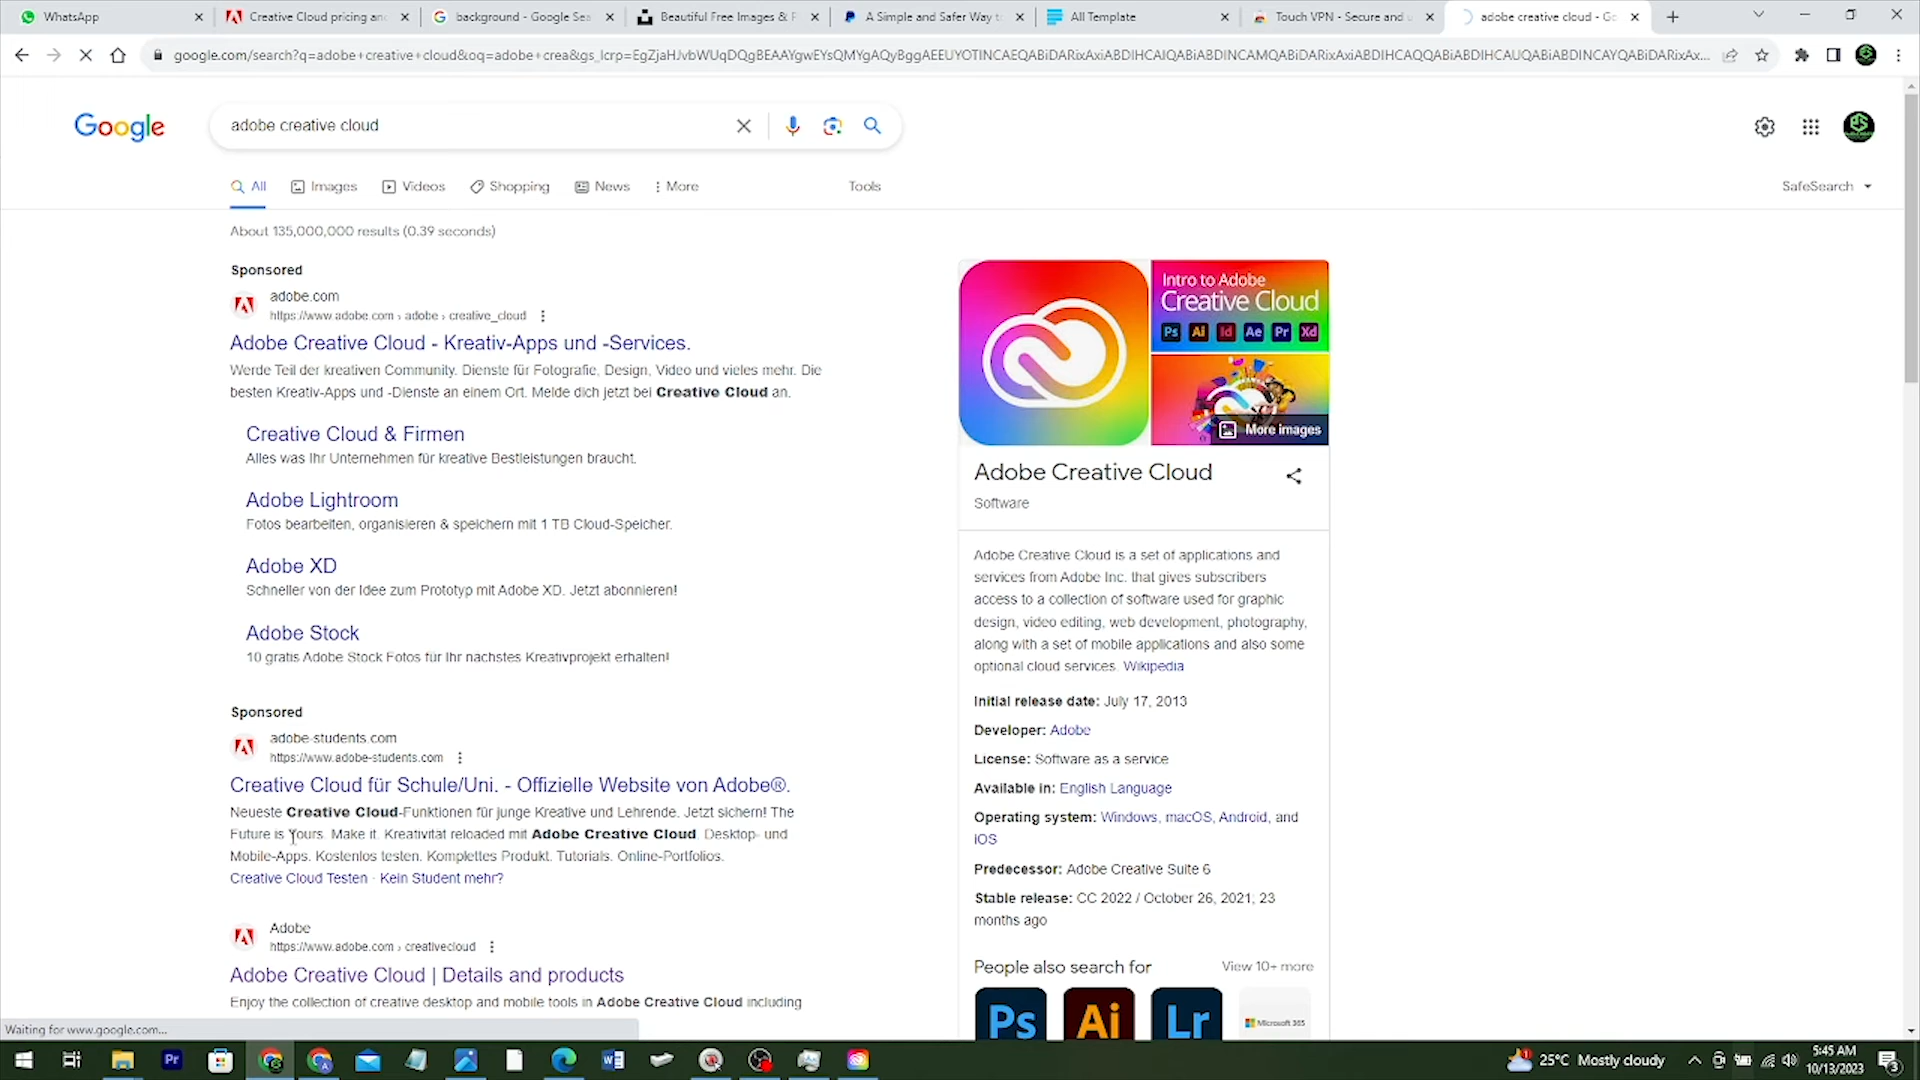 WhatsApp
Creative Cloud pricing and
background - Google Sea
Beautiful Free Images & P
A Simple and Safer Way t
All Template
Touch VPN - Secure and u
adobe creative cloud - Go
google.com/search?q=adobe+creative+cloud&oq=adobe+crea&gs_lcrp=
Google
adobe creative cloud
All
Images
Videos
Shopping
News
More
Tools
SafeSearch
About 135,000,000 results (0.39 seconds)
Sponsored
adobe.com
https://www.adobe.com › adobe › creative_cloud
Adobe Creative Cloud - Kreativ-Apps und -Services.
Werde Teil der kreativen Community. Dienste für Fotografie, Design, Video und vieles mehr. Die
besten Kreativ-Apps und -Dienste an einem Ort. Melde dich jetzt bei Creative Cloud an.
Creative Cloud & Firmen
Alles was Ihr Unternehmen für kreative Bestleistungen braucht.
Adobe Lightroom
Fotos bearbeiten, organisieren & speichern mit 1 TB Cloud-Speicher.
Adobe XD
Schneller von der Idee zum Prototyp mit Adobe XD. Jetzt abonnieren!
Adobe Stock
10 gratis Adobe Stock Fotos für Ihr nächstes Kreativprojekt erhalten!
Sponsored
adobe-students.com
https://www.adobe-students.com
Creative Cloud für Schule/Uni. - Offizielle Website von Adobe®.
Neueste Creative Cloud-Funktionen für junge Kreative und Lehrende. Jetzt sichern! The
Future is Yours. Make it. Kreativität reloaded mit Adobe Creative Cloud. Desktop- und
Mobile-Apps. Kostenlos testen. Komplettes Produkt. Tutorials. Online-Portfolios.
Creative Cloud Testen · Kein Student mehr?
Adobe
https://www.adobe.com › creativecloud
Adobe Creative Cloud | Details and products
Enjoy the collection of creative desktop and mobile tools in Adobe Creative Cloud including
Intro to Adobe
Creative Cloud
Ps Ai Id Ae Pr Xd
More images
Adobe Creative Cloud
Software
Adobe Creative Cloud is a set of applications and
services from Adobe Inc. that gives subscribers
access to a collection of software used for graphic
design, video editing, web development, photography,
along with a set of mobile applications and also some
optional cloud services. Wikipedia
Initial release date: July 17, 2013
Developer: Adobe
License: Software as a service
Available in: English Language
Operating system: Windows, macOS, Android, and
iOS
Predecessor: Adobe Creative Suite 6
Stable release: CC 2022 / October 26, 2021; 23
months ago
People also search for
View 10+ more
Ps
Ai
Lr
Microsoft 365
Waiting for www.google.com...
Pr
25°C Mostly cloudy
5:45 AM
10/13/2023
3